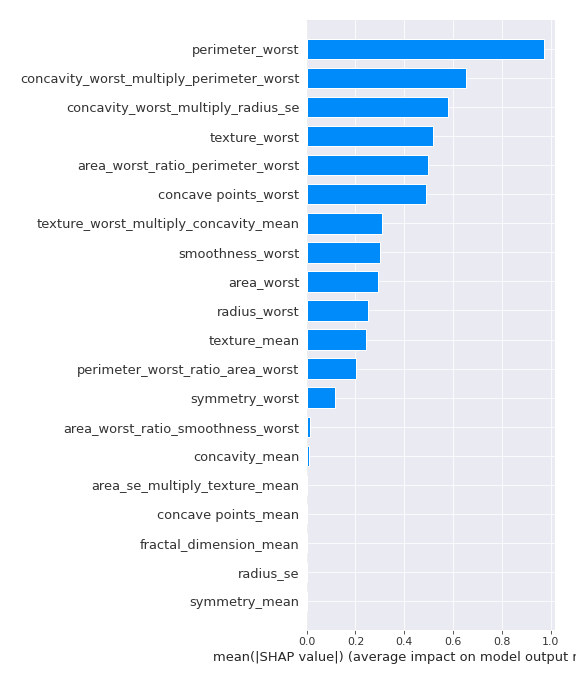 perimeter_worst
concavity_worst_multiply_perimeter_worst
concavity_worst_multiply_radius_se
texture_worst
area_worst_ratio_perimeter_worst
concave points_worst
texture_worst_multiply_concavity_mean
smoothness_worst
area_worst
radius_worst
texture_mean
perimeter_worst_ratio_area_worst
symmetry_worst
area_worst_ratio_smoothness_worst
concavity_mean
area_se_multiply_texture_mean
concave points_mean
fractal_dimension_mean
radius_se
symmetry_mean
0.0 0.2 0.4 0.6 0.8 1.0
mean(|SHAP value|) (average impact on model output